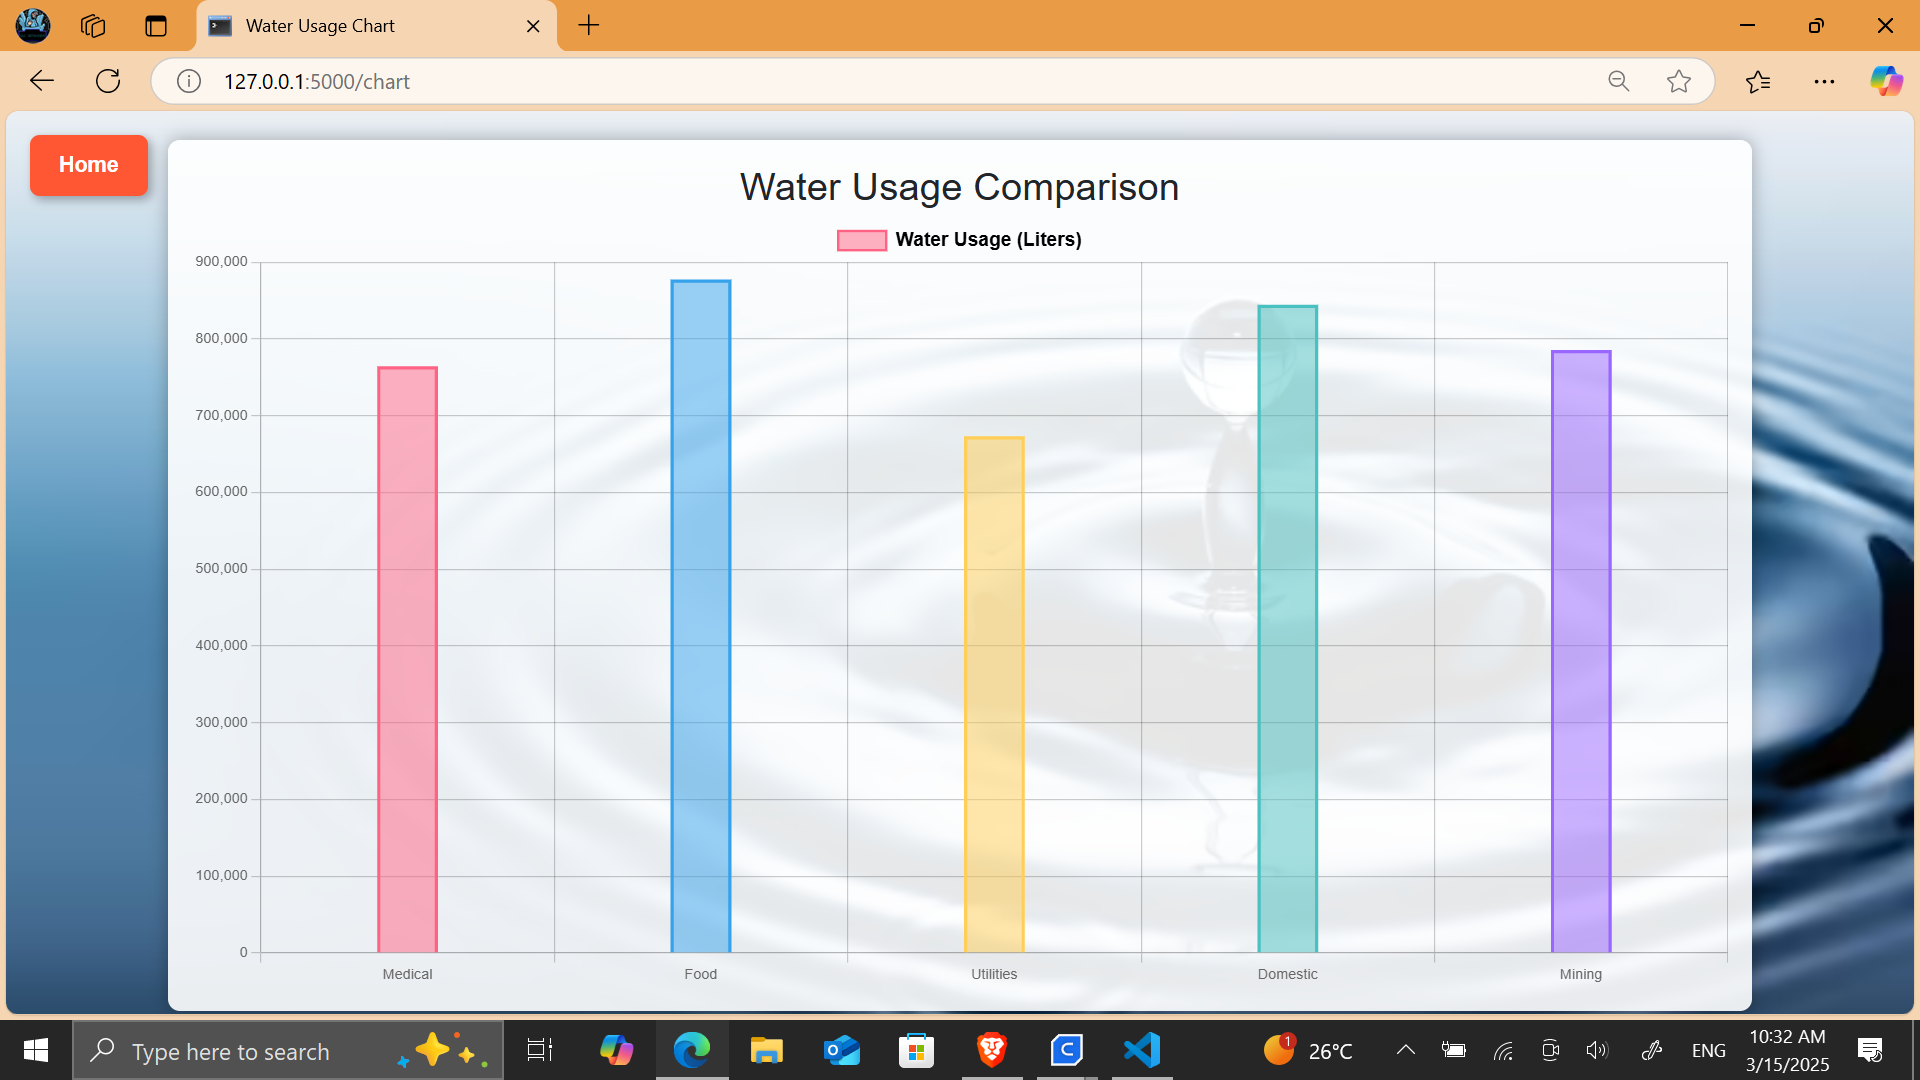 Water Usage Chart
127.0.0.1:5000/chart
Home
Water Usage Comparison
Water Usage (Liters)
900,000
800,000
700,000
600,000
500,000
400,000
300,000
200,000
100,000
0
Medical Food Utilities Domestic Mining
Type here to search
1
26°C
ENG
10:32 AM
3/15/2025